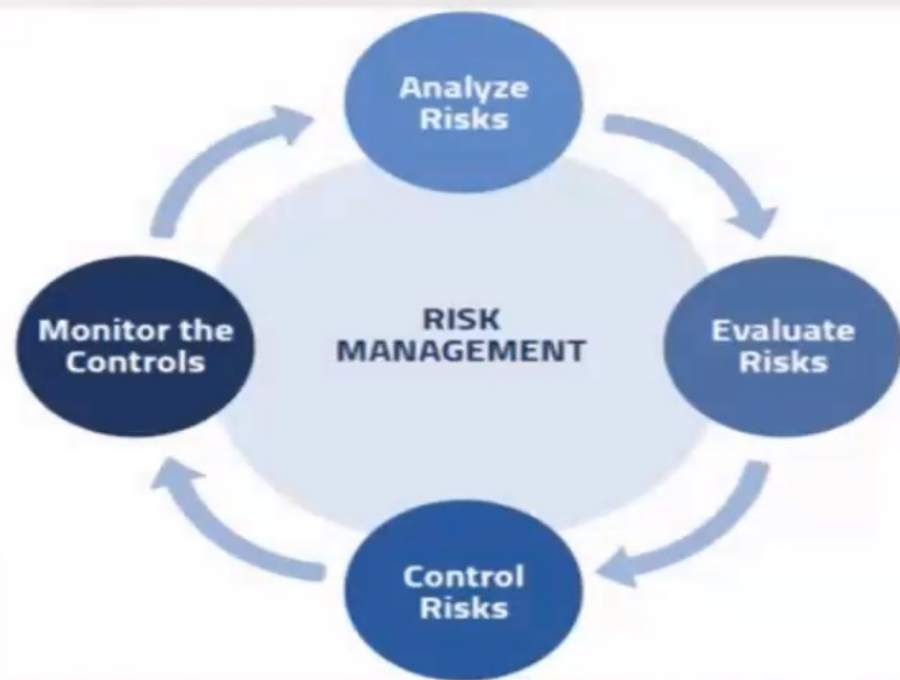 Analyze
Risks
Evaluate
Risks
Control
Risks
Monitor the
Controls
RISK
MANAGEMENT